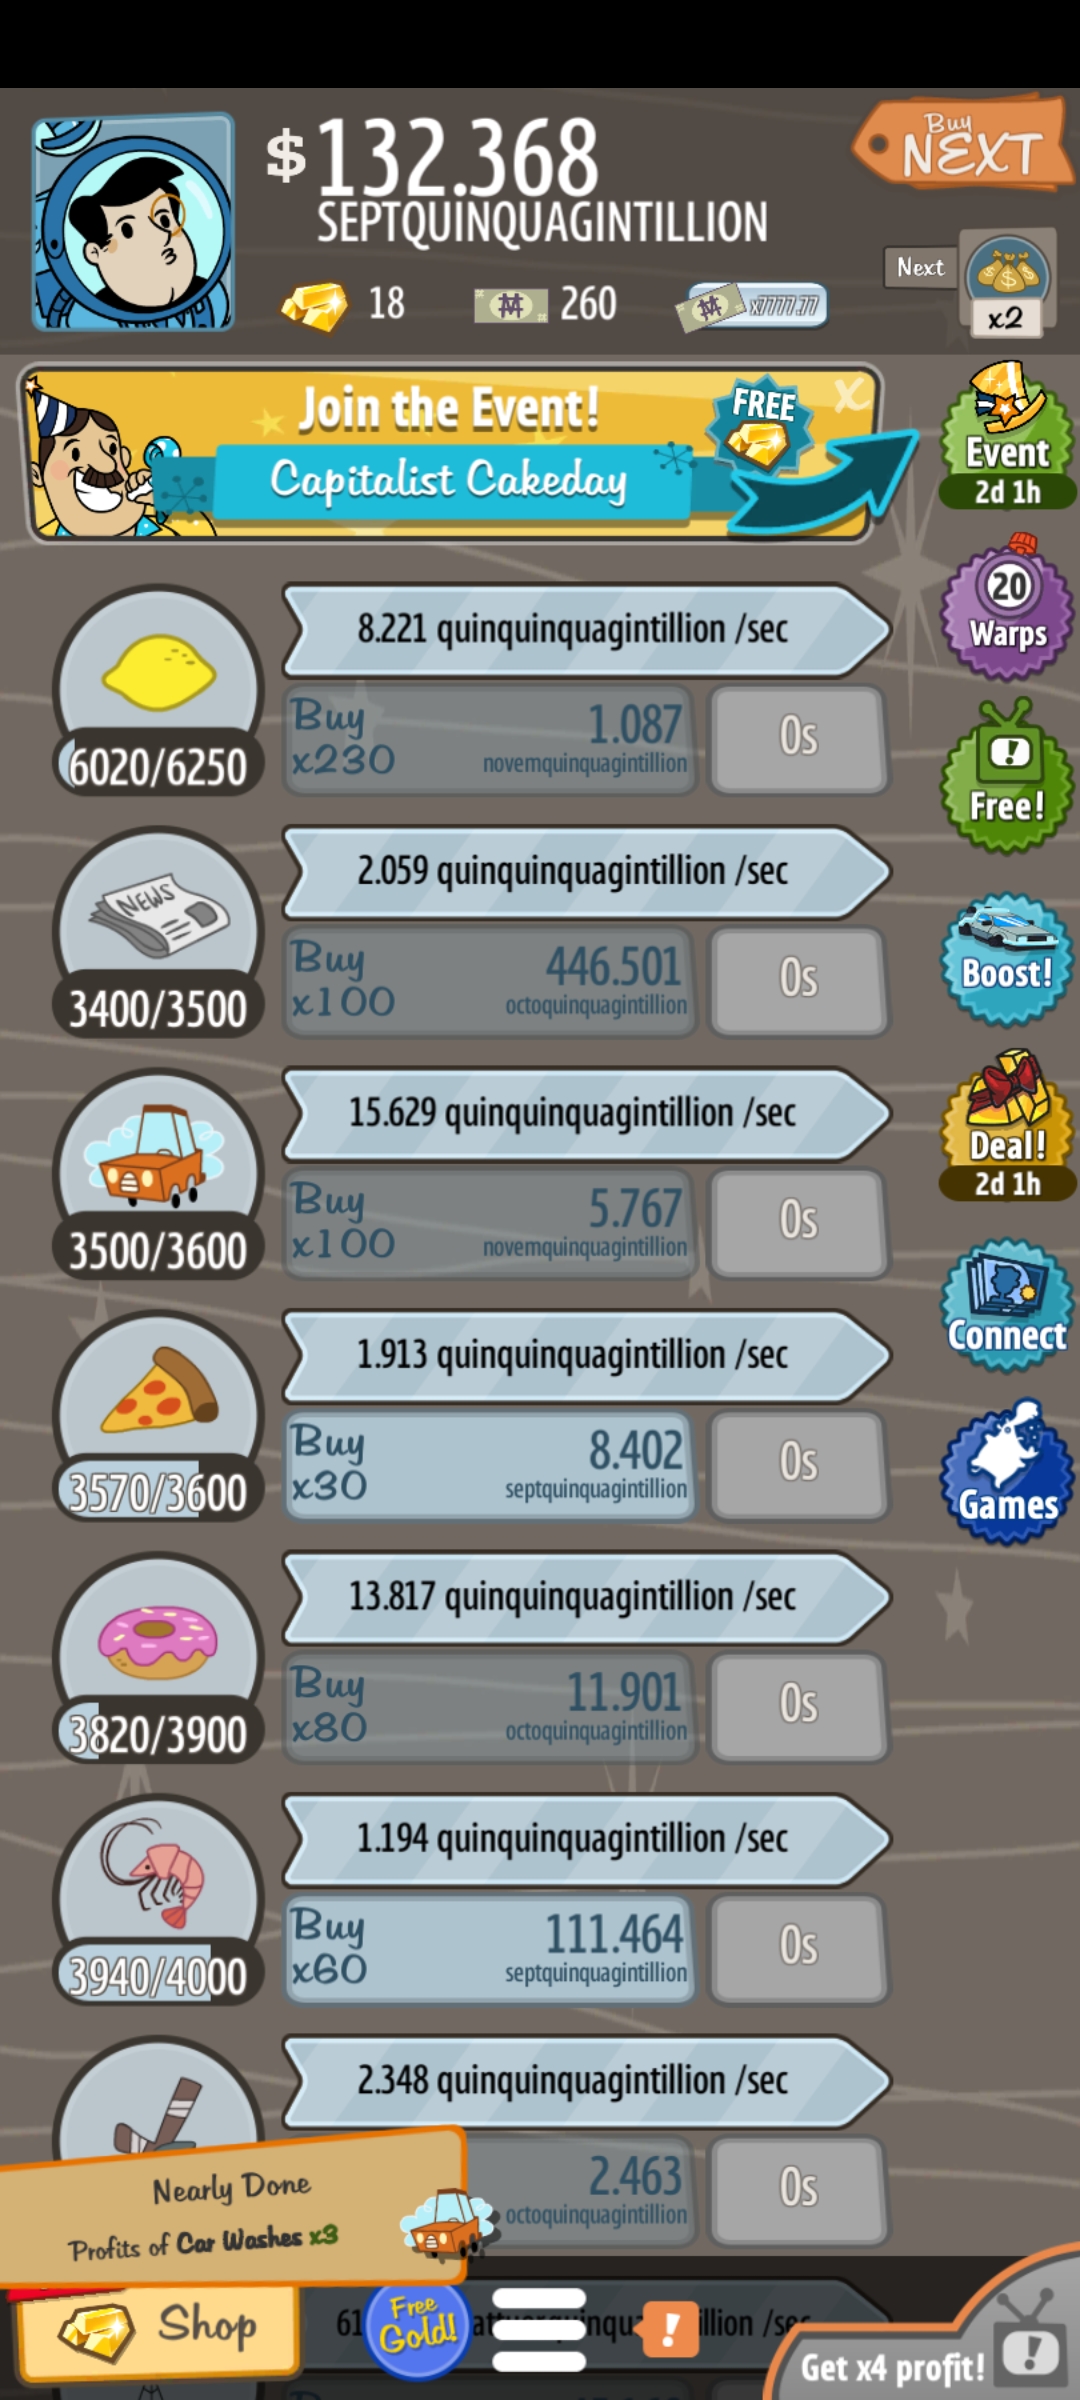 $132.368
SEPTQUINQUAGINTILLION
Buy
NEXT
18
260
x7777.77
Next
x2
Join the Event!
Capitalist Cakeday
FREE
x
Event
2d 1h
20
Warps
Free!
Boost!
Deal!
2d 1h
Connect
Games
8.221 quinquinquagintillion /sec
6020/6250
Buy
x230
1.087
novemquinquagintillion
0s
2.059 quinquinquagintillion /sec
NEWS
3400/3500
Buy
x100
446.501
octoquinquagintillion
0s
15.629 quinquinquagintillion /sec
3500/3600
Buy
x100
5.767
novemquinquagintillion
0s
1.913 quinquinquagintillion /sec
3570/3600
Buy
x30
8.402
septquinquagintillion
0s
13.817 quinquinquagintillion /sec
3820/3900
Buy
x80
11.901
octoquinquagintillion
0s
1.194 quinquinquagintillion /sec
3940/4000
Buy
x60
111.464
septquinquagintillion
0s
2.348 quinquinquagintillion /sec
2.463
octoquinquagintillion
0s
Nearly Done
Profits of Car Washes x3
Shop
Free
Gold!
61
illion /sec
!
Get x4 profit!